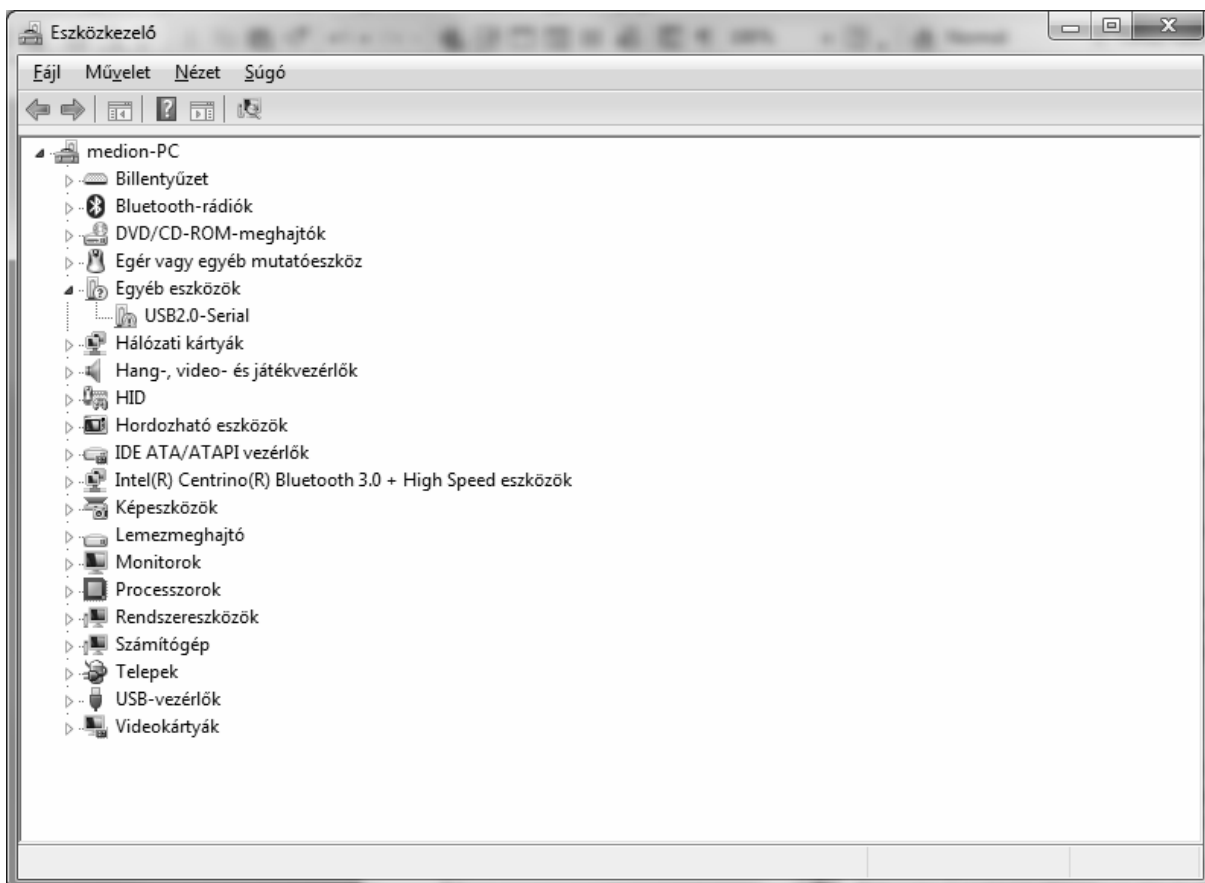 Eszközkezelő
Fájl Művelet Nézet Súgó
medion-PC
Billentyűzet
Bluetooth-rádiók
DVD/CD-ROM-meghajtók
Egér vagy egyéb mutatóeszköz
Egyéb eszközök
USB2.0-Serial
Hálózati kártyák
Hang-, video- és játékvezérlők
HID
Hordozható eszközök
IDE ATA/ATAPI vezérlők
Intel(R) Centrino(R) Bluetooth 3.0 + High Speed eszközök
Képeszközök
Lemezmeghajtó
Monitorok
Processzorok
Rendszereszközök
Számítógép
Telepek
USB-vezérlők
Videokártyák